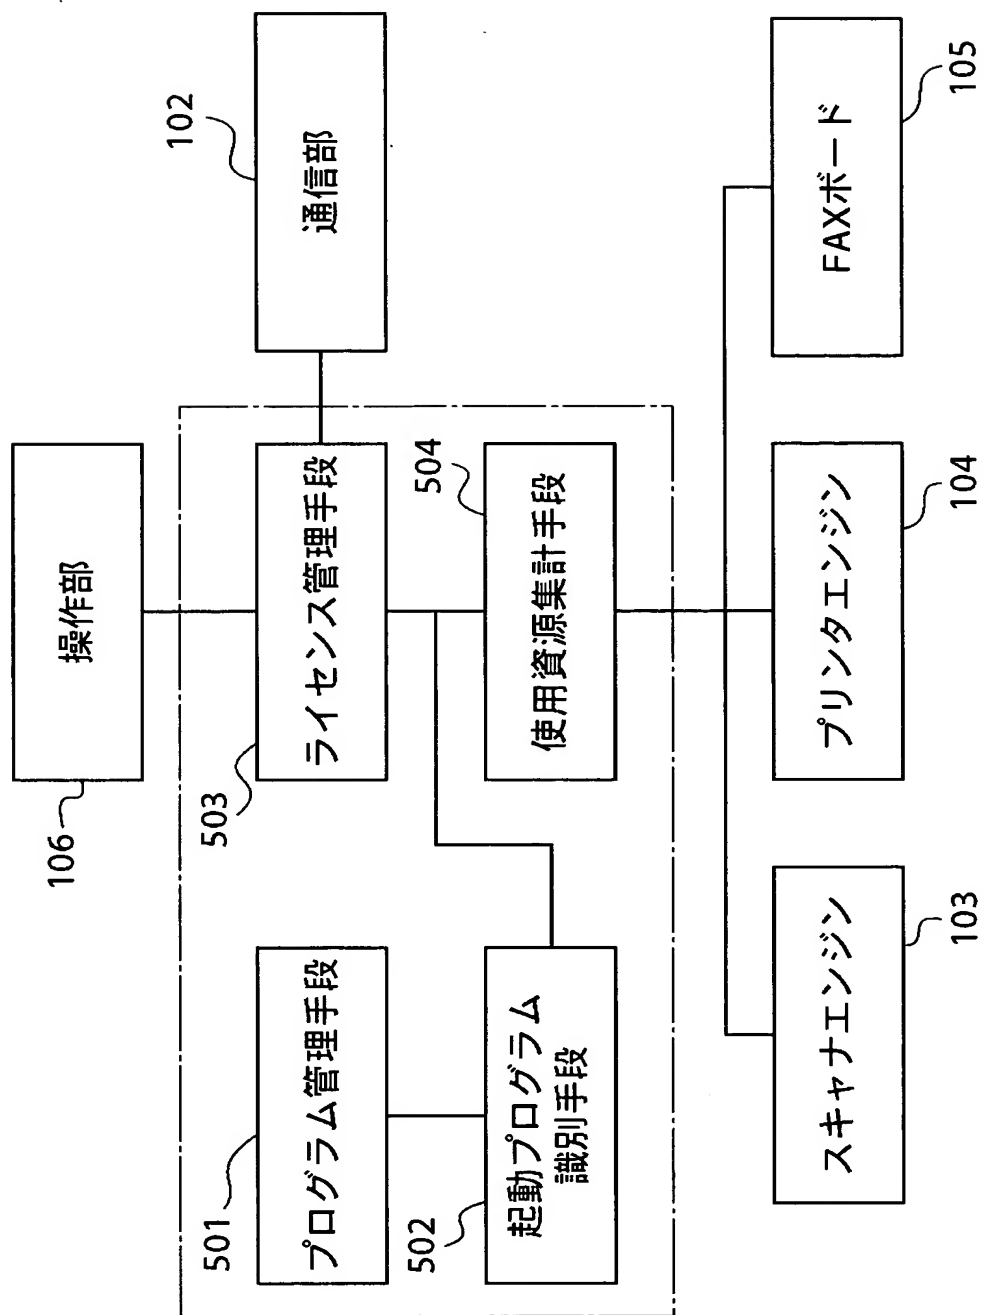 操作部
106
通信部
102
プログラム管理手段
501
ライセンス管理手段
503
起動プログラム
識別手段
502
使用資源集計手段
504
スキャナエンジン
103
プリンタエンジン
104
FAXボード
105